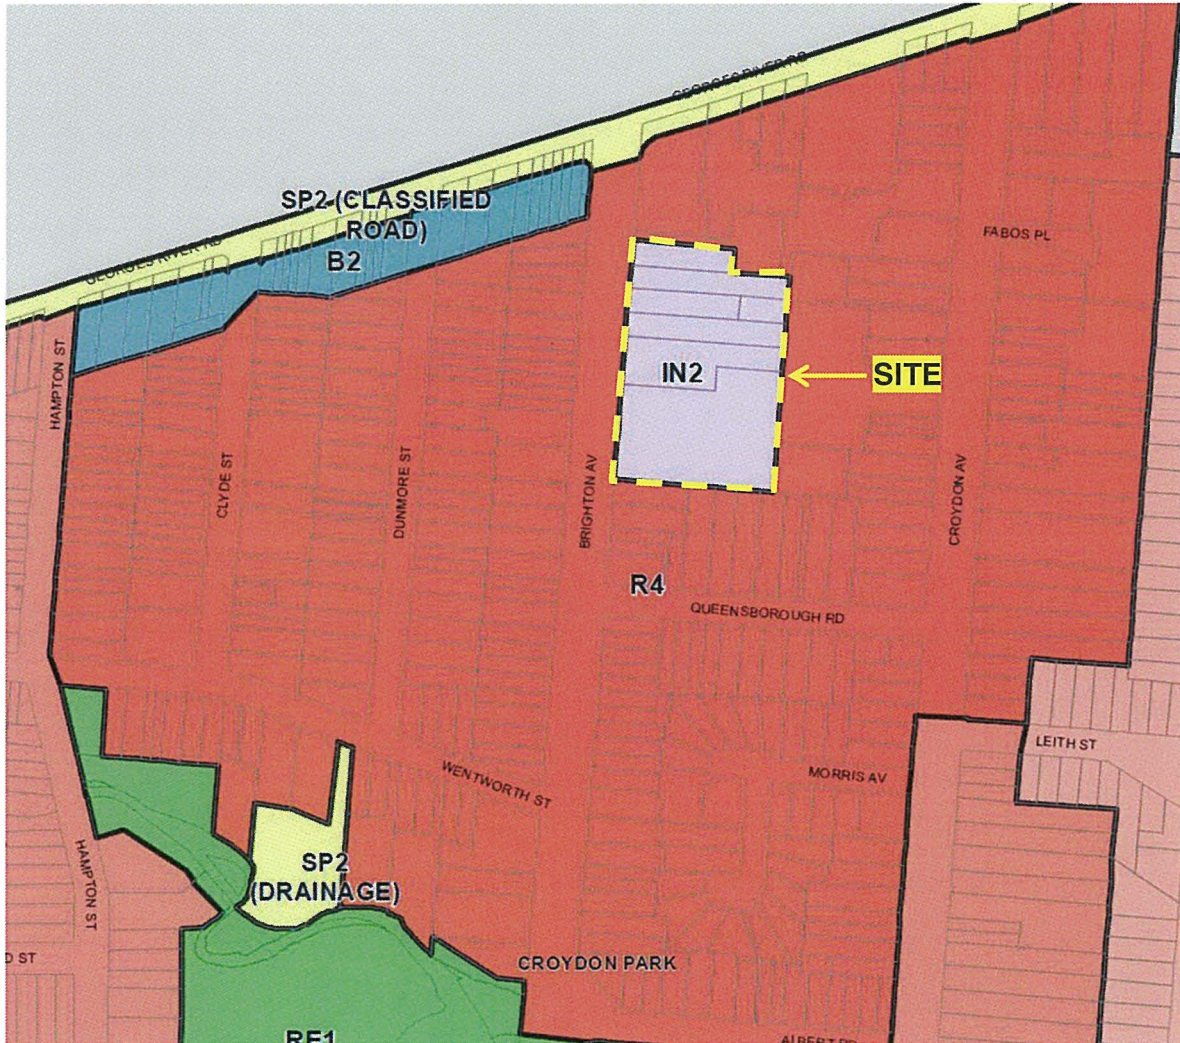 GEORGES RIVER RD
SP2 (CLASSIFIED
ROAD)
FABOS PL
GEORGES RIVER RD
B2
HAMPTON ST
IN2
SITE
CLYDE ST
DUNMORE ST
BRIGHTON AV
CROYDON AV
R4
QUEENSBOROUGH RD
LEITH ST
WENTWORTH ST
MORRIS AV
SP2
(DRAINAGE)
HAMPTON ST
D ST
CROYDON PARK
RE1
ALBERT RD